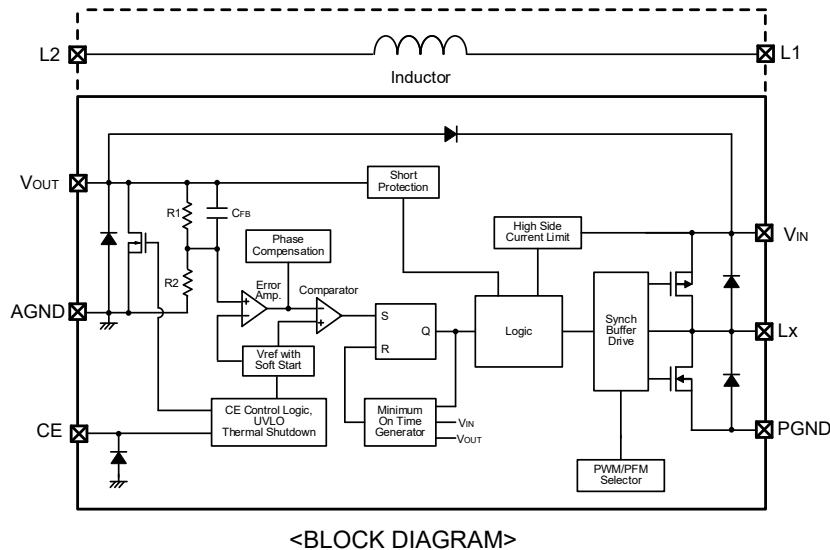 L2
L1
Inductor
VOUT
Short
Protection
R1
CFB
High Side
Current Limit
VIN
Phase
Compensation
R2
Error
Amp.
Comparator
AGND
S
Q
R
Logic
Synch
Buffer
Drive
Lx
Vref with
Soft Start
CE
CE Control Logic,
UVLO
Thermal Shutdown
Minimum
On Time
Generator
VIN
VOUT
PGND
PWM/PFM
Selector
+
−
−
+
<BLOCK DIAGRAM>